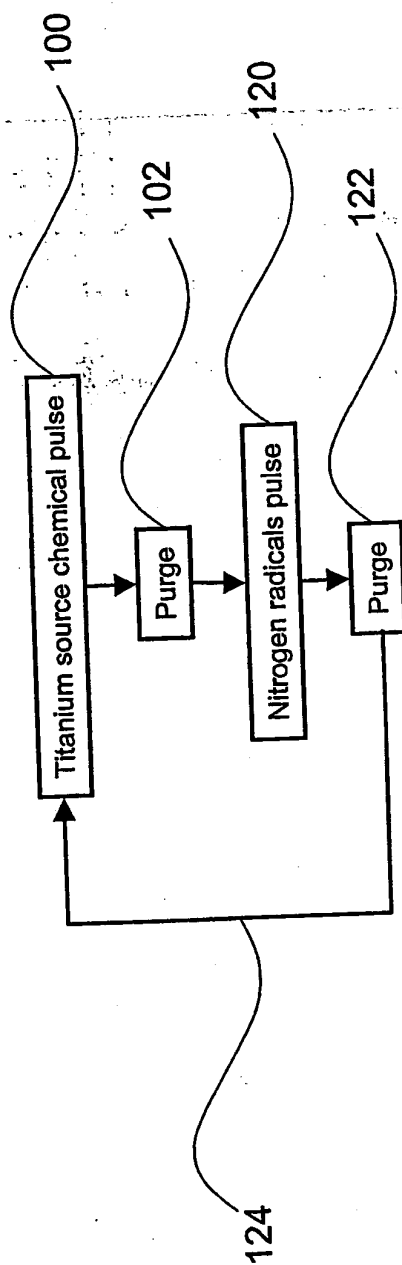 Titanium source chemical pulse
100
Purge
102
Nitrogen radicals pulse
120
Purge
122
124